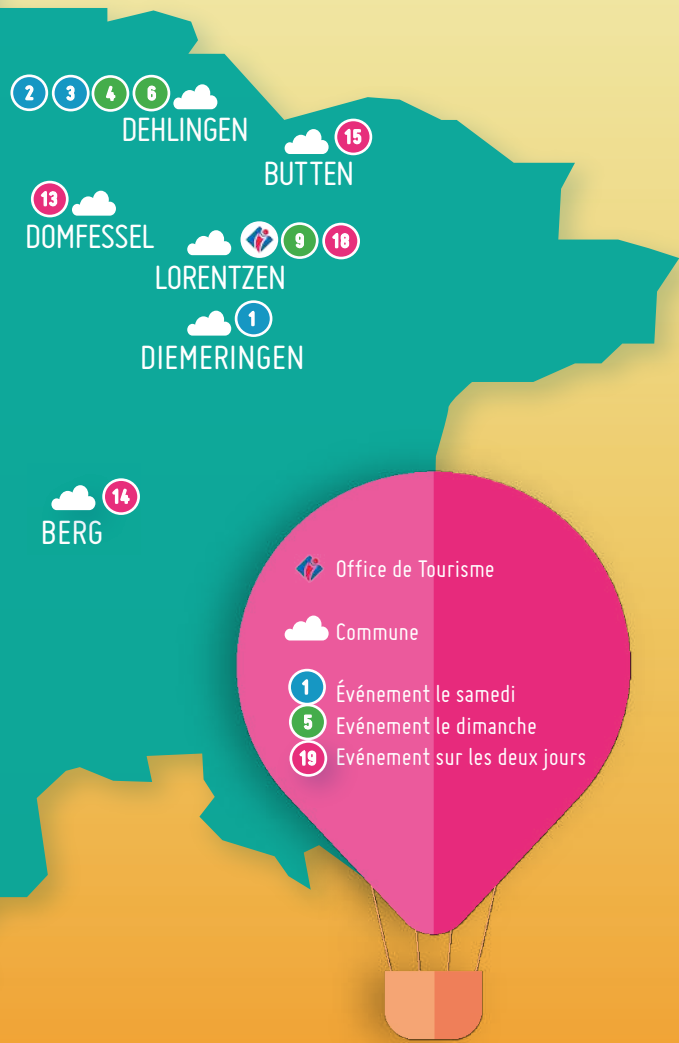 2 3 4 6
DEHLINGEN
15
BUTTEN
13
DOMFESSEL
9 18
LORENTZEN
1
DIEMERINGEN
14
BERG
Office de Tourisme
Commune
1 Événement le samedi
5 Evénement le dimanche
19 Evénement sur les deux jours